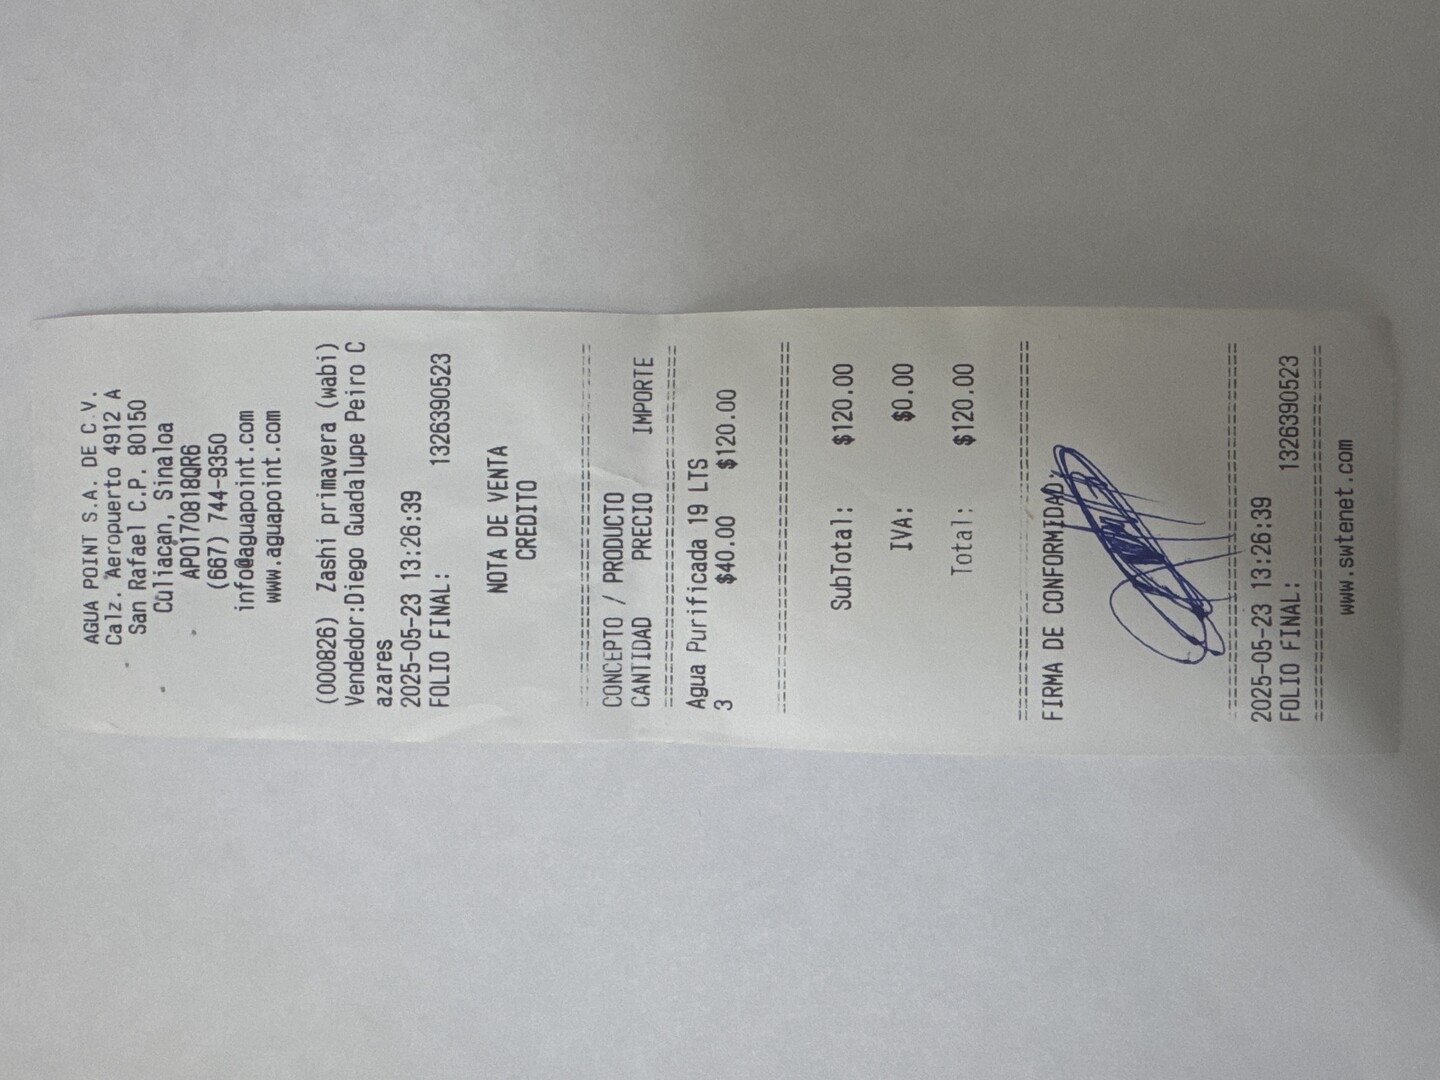 AGUA POINT S.A. DE C.V.
Calz. Aeropuerto 4912 A
San Rafael C.P. 80150
Culiacan, Sinaloa
APO170818QR6
(667) 744-9350
info@aguapoint.com
www.aguapoint.com
(000826) Zashi primavera (wabi)
Vendedor:Diego Guadalupe Peiro C
azares
2025-05-23 13:26:39
FOLIO FINAL: 1326390523
NOTA DE VENTA
CREDITO
================================
CONCEPTO / PRODUCTO
CANTIDAD PRECIO IMPORTE
================================
Agua Purificada 19 LTS
3 $40.00 $120.00
================================
SubTotal: $120.00
IVA: $0.00
Total: $120.00
================================
FIRMA DE CONFORMIDAD:
================================
2025-05-23 13:26:39
FOLIO FINAL: 1326390523
================================
www.swtenet.com